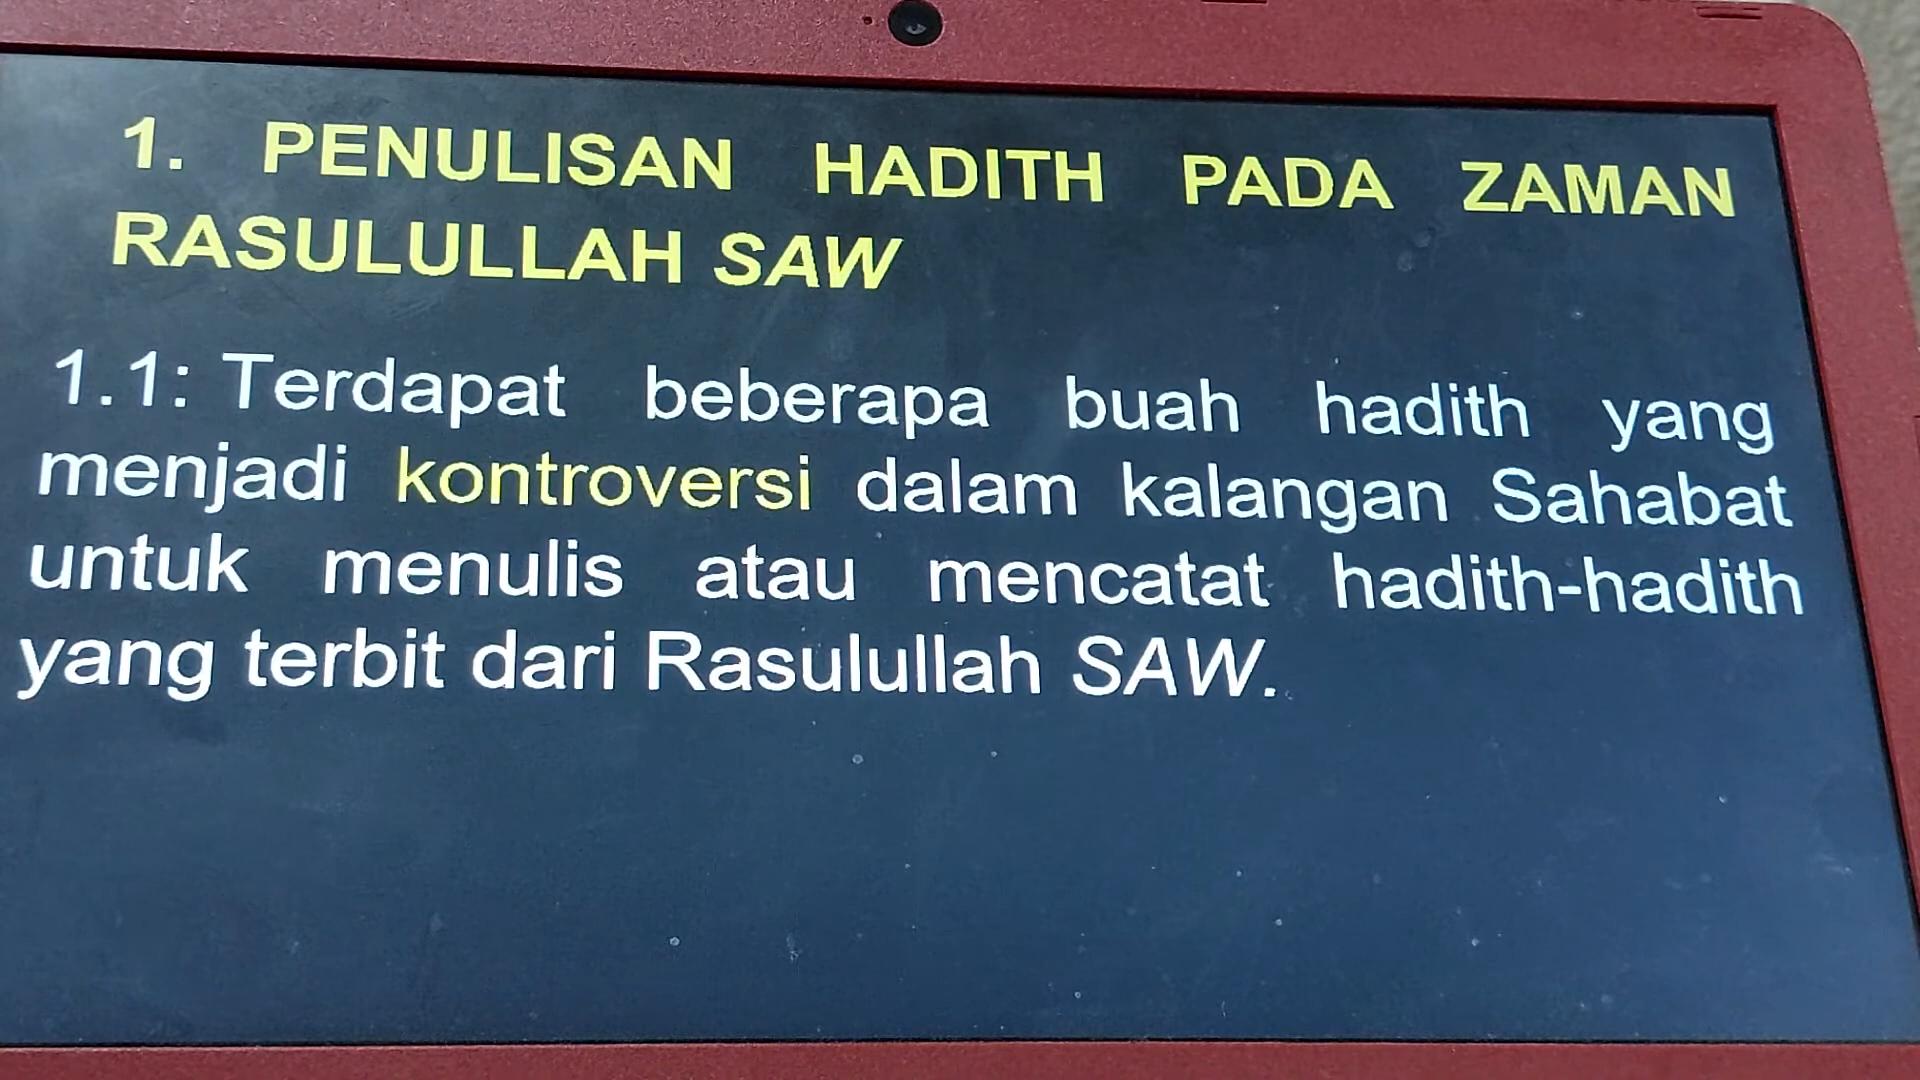 1. PENULISAN HADITH PADA ZAMAN
RASULULLAH SAW
1.1: Terdapat beberapa buah hadith yang
menjadi kontroversi dalam kalangan Sahabat
untuk menulis atau mencatat hadith-hadith
yang terbit dari Rasulullah SAW.